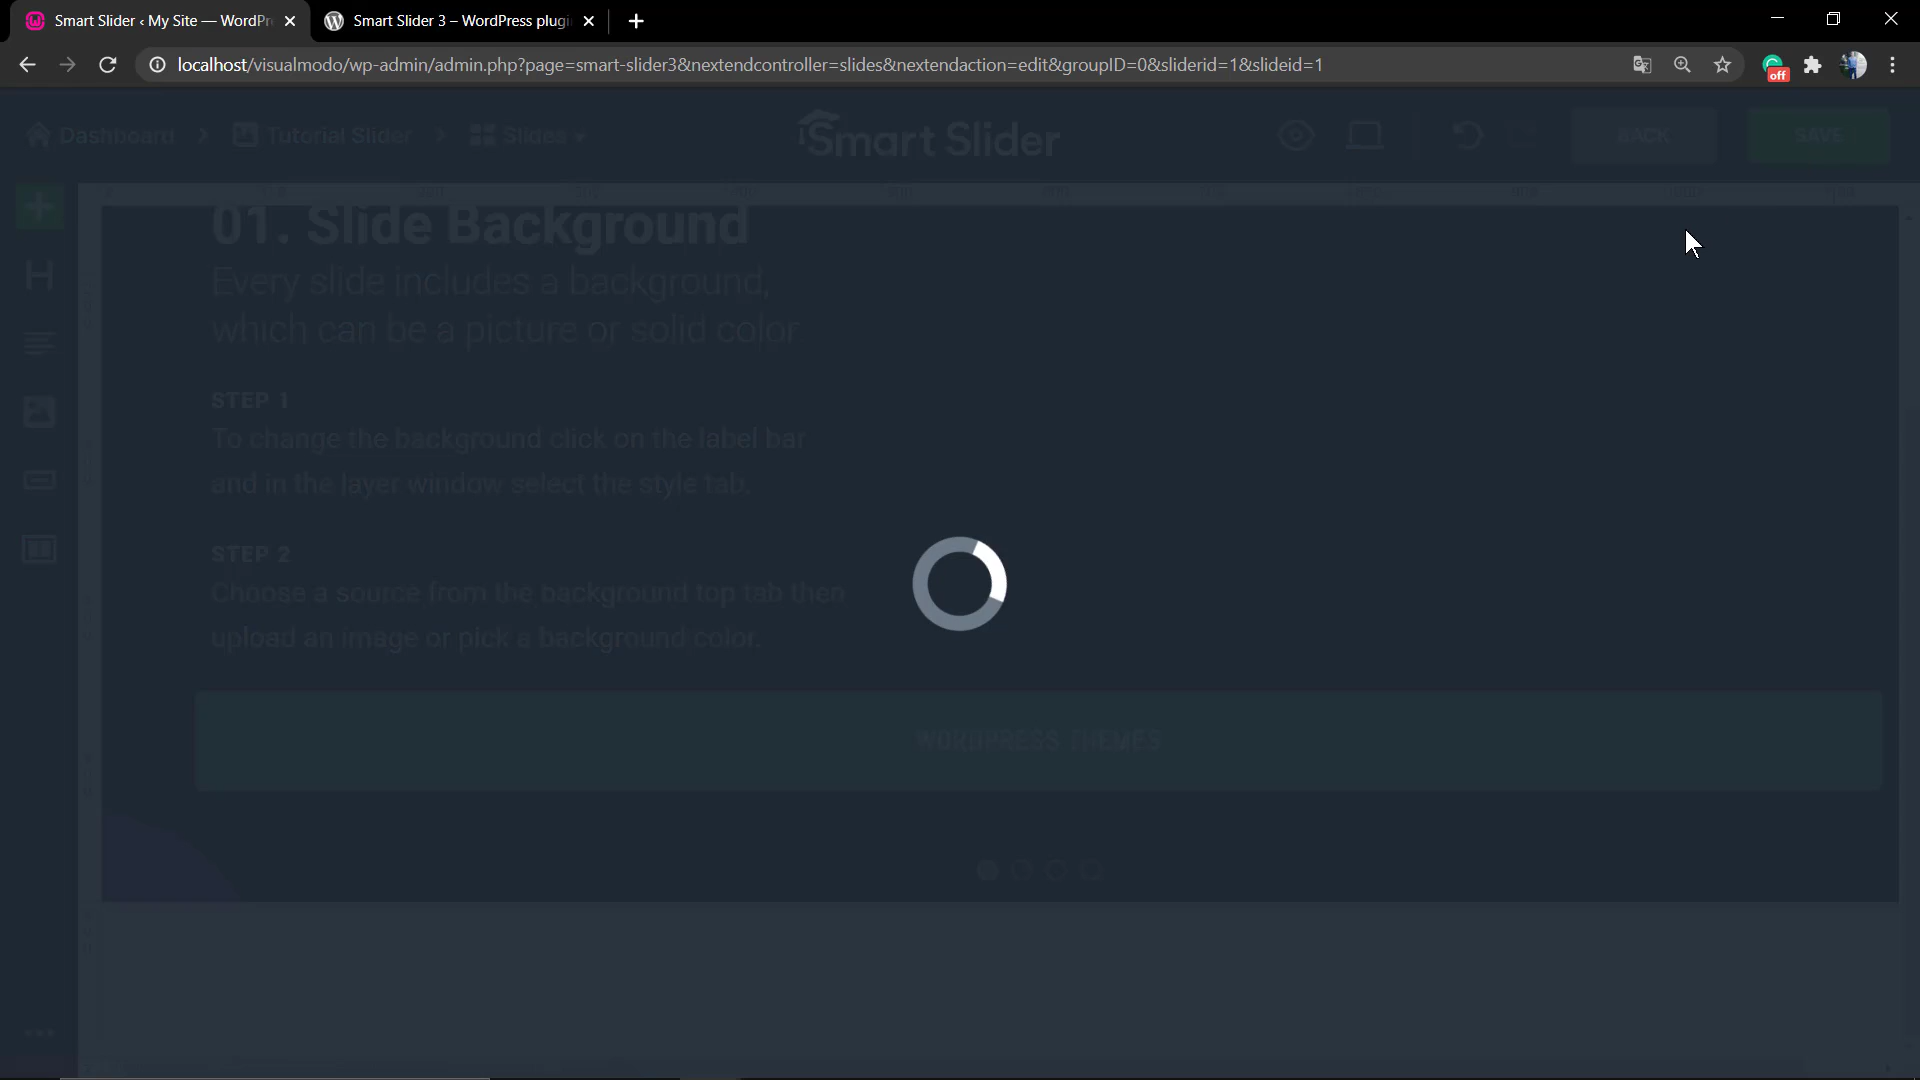 Smart Slider ‹ My Site — WordPr
Smart Slider 3 – WordPress plugi
localhost/visualmodo/wp-admin/admin.php?page=smart-slider3&nextendcontroller=slides&nextendaction=edit&groupID=0&sliderid=1&slideid=1
off
Dashboard
Tutorial Slider
Slides
Smart Slider
BACK
SAVE
H
01. Slide Background
Every slide includes a background,
which can be a picture or solid color.
STEP 1
To change the background click on the label bar
and in the layer window select the style tab.
STEP 2
Choose a source from the background top tab then
upload an image or pick a background color.
WORDPRESS THEMES